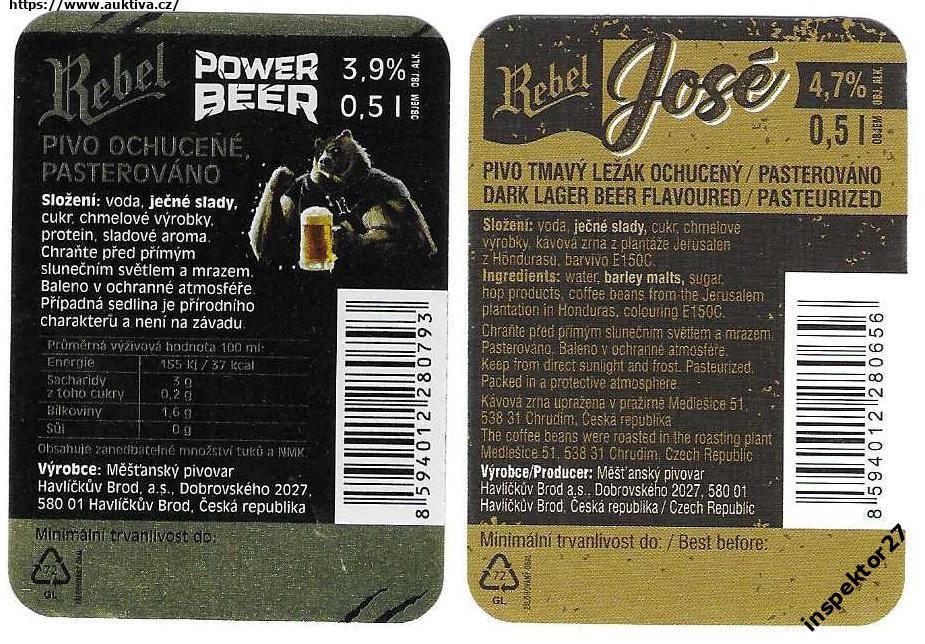 https://www.auktiva.cz/
Rebel
POWER
BEER
3,9%
OBJ. ALK.
0,5 l
OBJEM
PIVO OCHUCENÉ,
PASTEROVÁNO
Složení: voda, ječné slady,
cukr, chmelové výrobky,
protein, sladové aroma.
Chraňte před přímým
slunečním světlem a mrazem.
Baleno v ochranné atmosféře.
Případná sedlina je přírodního
charakteru a není na závadu.
Průměrná výživová hodnota 100 ml:
Energie 155 kJ / 37 kcal
Sacharidy 3 g
z toho cukry 0,2 g
Bílkoviny 1,6 g
Sůl 0 g
Obsahuje zanedbatelné množství tuků a NMK.
Výrobce: Měšťanský pivovar
Havlíčkův Brod, a.s., Dobrovského 2027,
580 01 Havlíčkův Brod, Česká republika
8 594012 280793
Minimální trvanlivost do:
72
GL
Rebel
José
4,7%
OBJ. ALK.
0,5 l
OBJEM
PIVO TMAVÝ LEŽÁK OCHUCENÝ / PASTEROVÁNO
DARK LAGER BEER FLAVOURED / PASTEURIZED
Složení: voda, ječné slady, cukr, chmelové
výrobky, kávová zrna z plantáže Jerusalen
z Hondurasu, barvivo E150C.
Ingredients: water, barley malts, sugar,
hop products, coffee beans from the Jerusalem
plantation in Honduras, colouring E150C.
Chraňte před přímým slunečním světlem a mrazem.
Pasterováno. Baleno v ochranné atmosféře.
Keep from direct sunlight and frost. Pasteurized.
Packed in a protective atmosphere.
Kávová zrna upražena v pražírně Medlešice 51,
538 31 Chrudim, Česká republika
The coffee beans were roasted in the roasting plant
Medlešice 51, 538 31 Chrudim, Czech Republic
Výrobce/Producer: Měšťanský pivovar
Havlíčkův Brod a.s., Dobrovského 2027, 580 01
Havlíčkův Brod, Česká republika / Czech Republic
8 594012 280656
Minimální trvanlivost do: / Best before:
72
GL
inspektor27